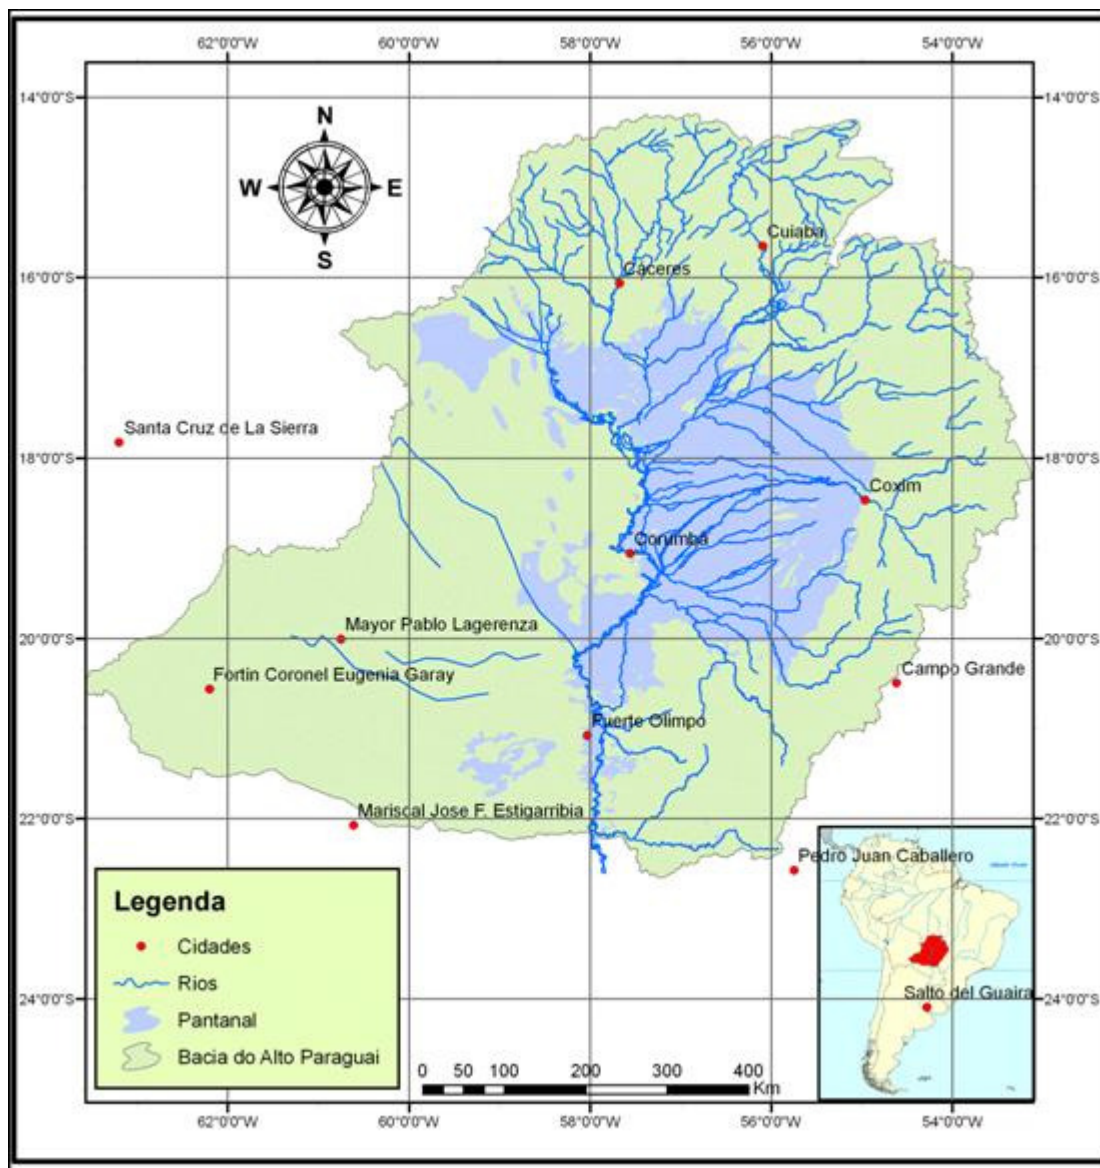 62°0'0"W 60°0'0"W 58°0'0"W 56°0'0"W 54°0'0"W
14°0'0"S 14°0'0"S
N
W E
S
Cuiaba
16°0'0"S Caceres 16°0'0"S
Santa Cruz de La Sierra
18°0'0"S 18°0'0"S
Coxim
Corumba
Mayor Pablo Lagerenza
20°0'0"S 20°0'0"S
Fortin Coronel Eugenia Garay
Campo Grande
Fuerte Olimpo
Mariscal Jose F. Estigarribia
22°0'0"S 22°0'0"S
Pedro Juan Caballero
Legenda
Cidades
Rios
Pantanal
Bacia do Alto Paraguai
24°0'0"S 24°0'0"S
Salto del Guaira
0 50 100 200 300 400
Km
62°0'0"W 60°0'0"W 58°0'0"W 56°0'0"W 54°0'0"W